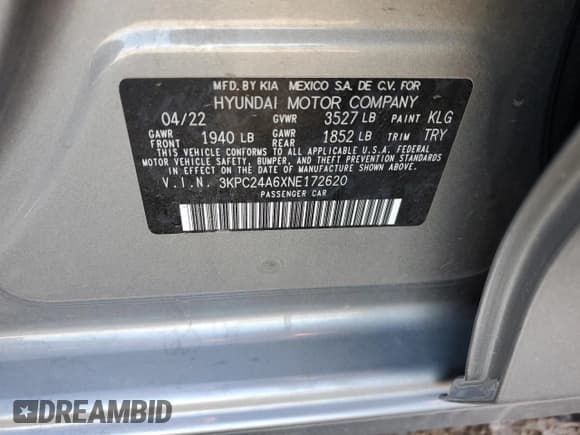 MFD. BY KIA MEXICO S.A. DE C.V. FOR
HYUNDAI MOTOR COMPANY
04/22 GVWR 3527 LB PAINT KLG
GAWR FRONT 1940 LB GAWR REAR 1852 LB TRIM TRY
THIS VEHICLE CONFORMS TO ALL APPLICABLE U.S.A. FEDERAL
MOTOR VEHICLE SAFETY, BUMPER, AND THEFT PREVENTION STANDARDS
IN EFFECT ON THE DATE OF MANUFACTURE SHOWN ABOVE.
V.I.N. 3KPC24A6XNE172620
PASSENGER CAR
DREAMBID